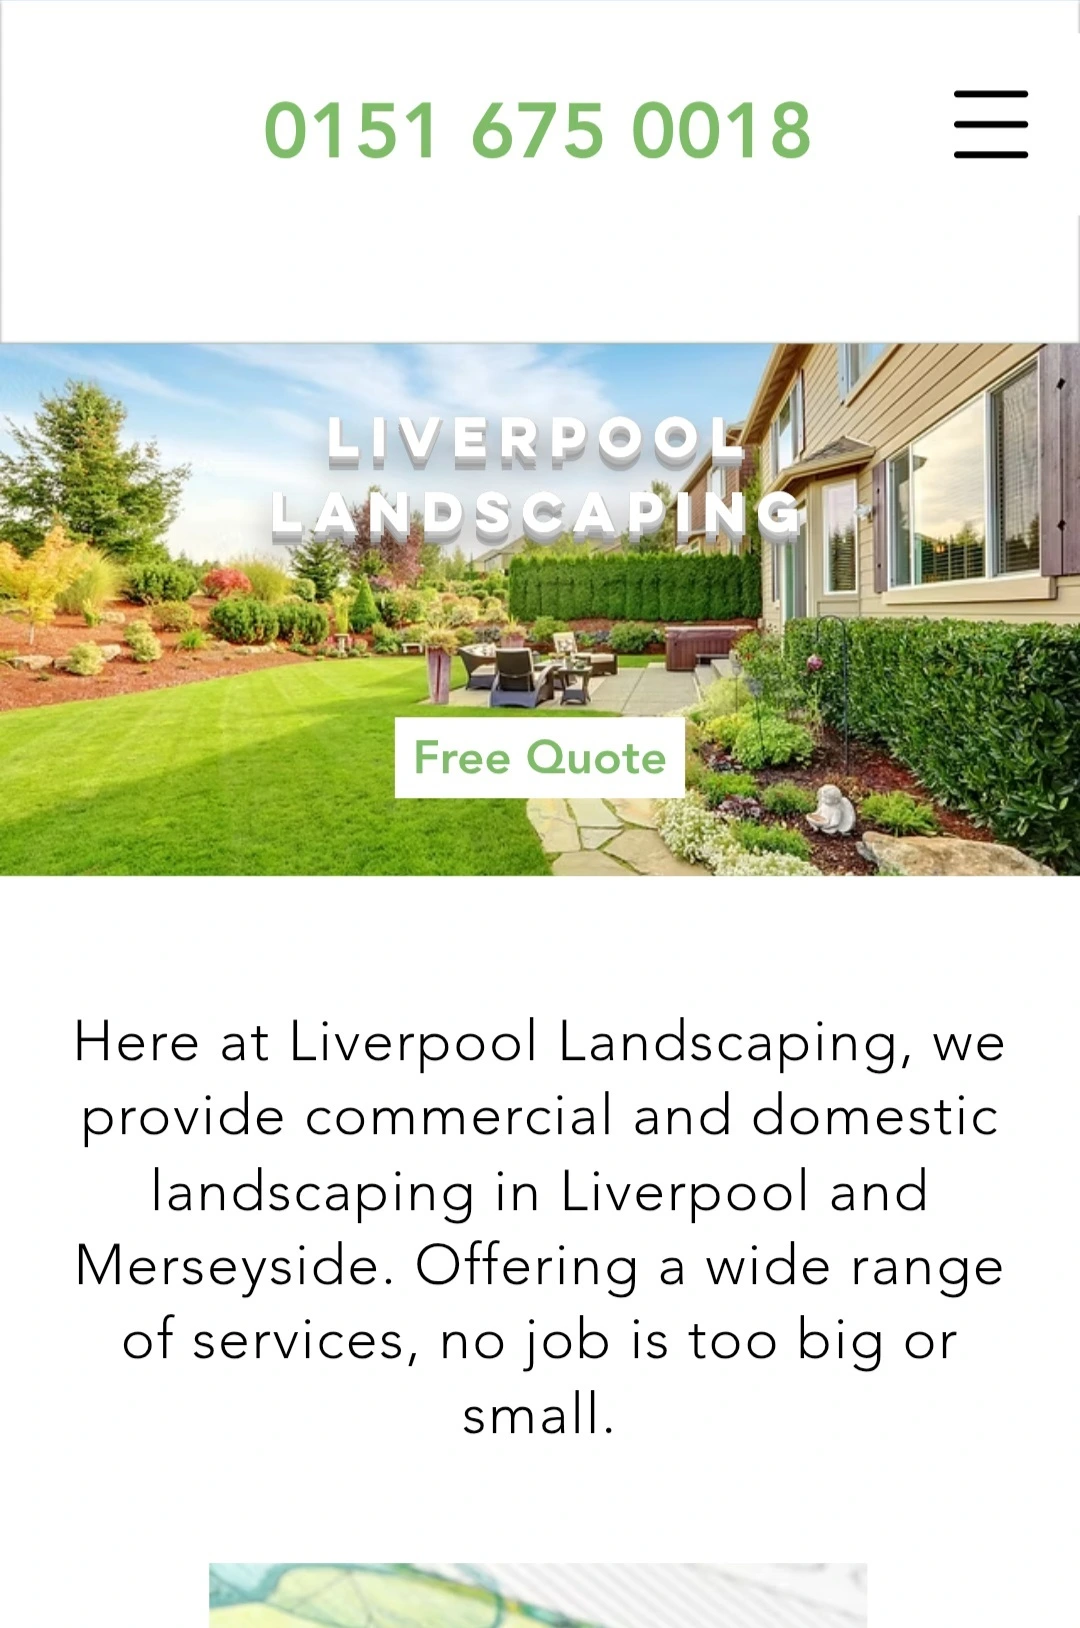 0151 675 0018
LIVERPOOL
LANDSCAPING
Free Quote
Here at Liverpool Landscaping, we
provide commercial and domestic
landscaping in Liverpool and
Merseyside. Offering a wide range
of services, no job is too big or
small.